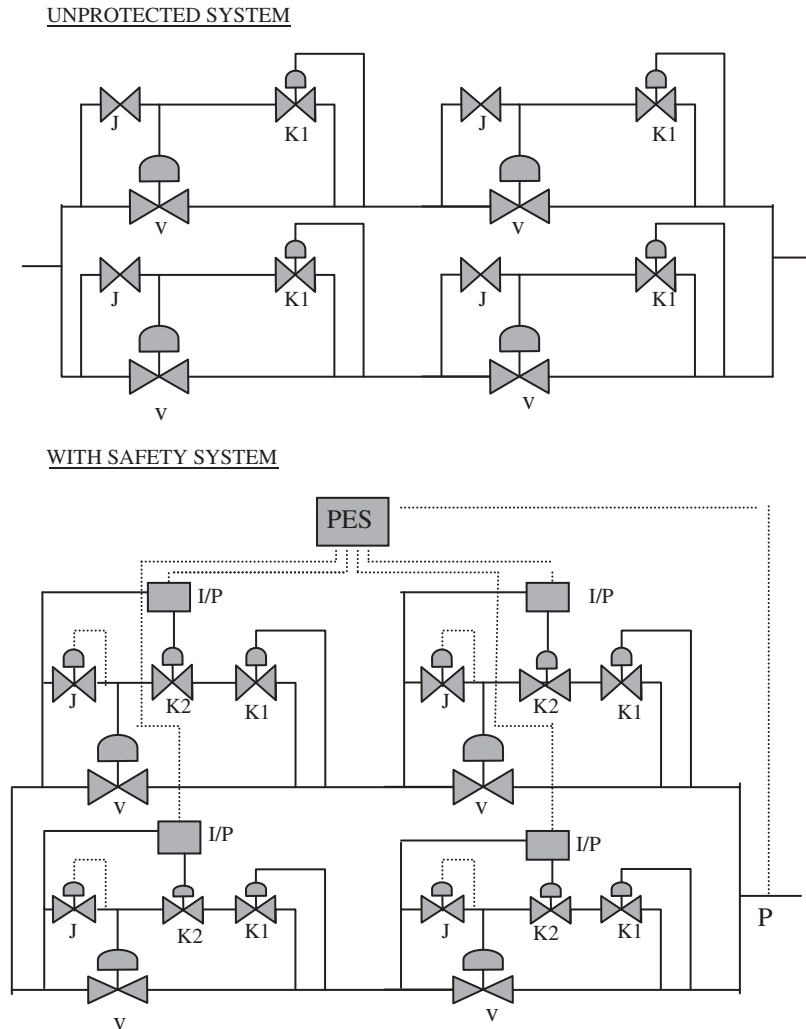 UNPROTECTED SYSTEM
J
K1
J
K1
v
v
J
K1
J
K1
v
v
WITH SAFETY SYSTEM
PES
I/P
I/P
J
K2
K1
J
K2
K1
v
v
I/P
I/P
J
K2
K1
J
K2
K1
P
v
v